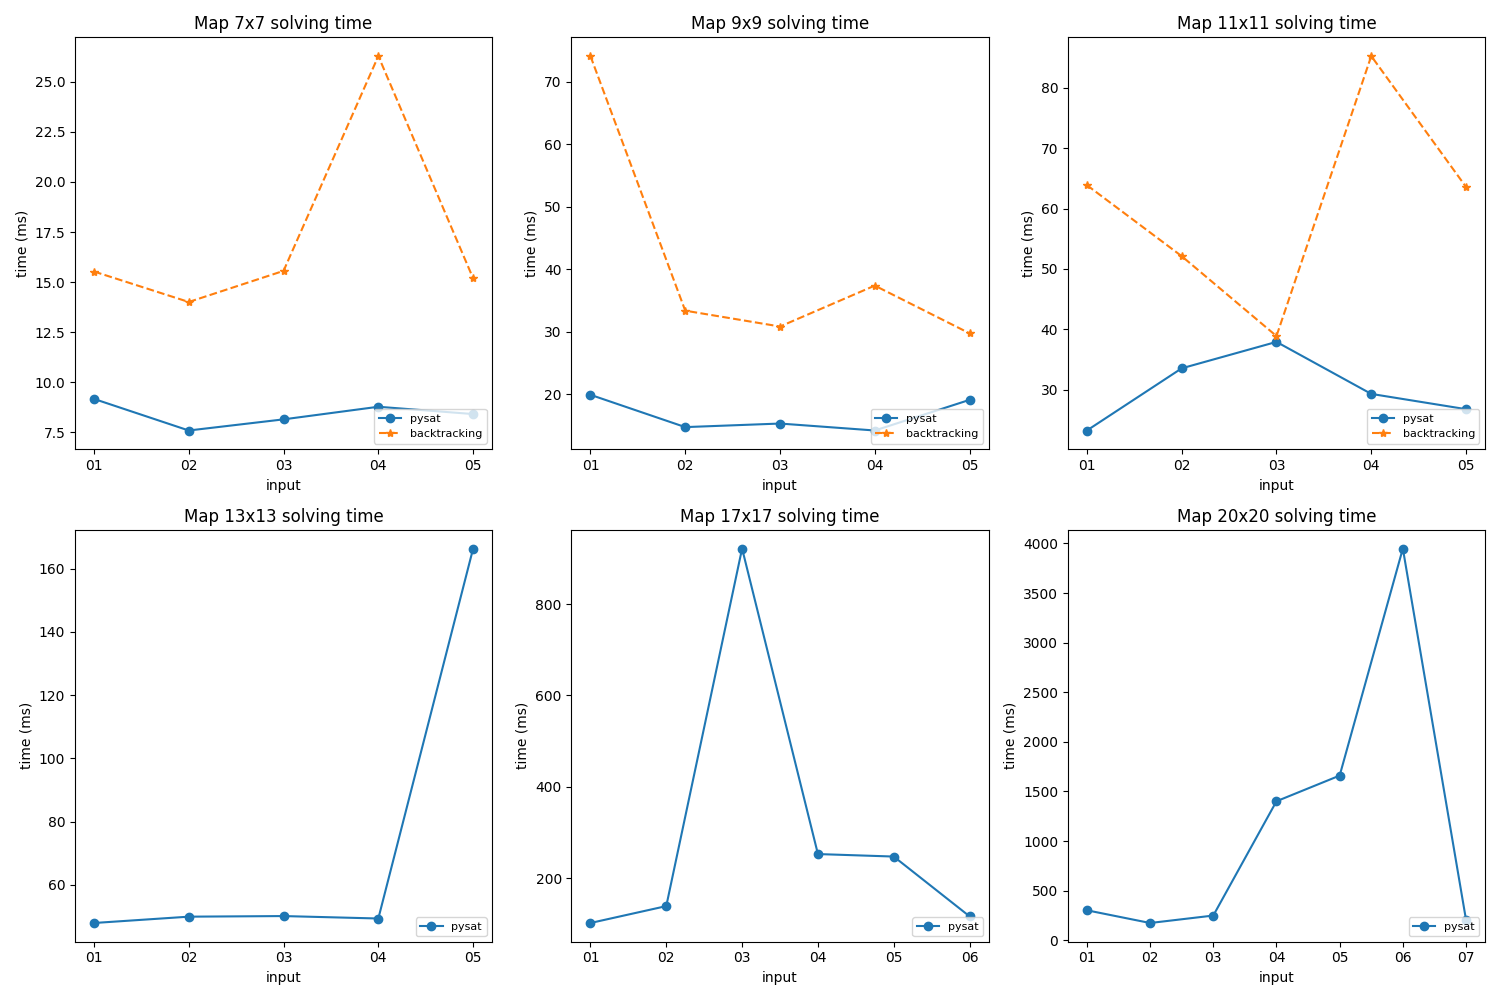 Map 7x7 solving time
25.0
22.5
20.0
17.5
15.0
12.5
10.0
7.5
time (ms)
pysat
backtracking
01 02 03 04 05
input
Map 9x9 solving time
70
60
50
40
30
20
time (ms)
pysat
backtracking
01 02 03 04 05
input
Map 11x11 solving time
80
70
60
50
40
30
time (ms)
pysat
backtracking
01 02 03 04 05
input
Map 13x13 solving time
160
140
120
100
80
60
time (ms)
pysat
01 02 03 04 05
input
Map 17x17 solving time
800
600
400
200
time (ms)
pysat
01 02 03 04 05 06
input
Map 20x20 solving time
4000
3500
3000
2500
2000
1500
1000
500
0
time (ms)
pysat
01 02 03 04 05 06 07
input